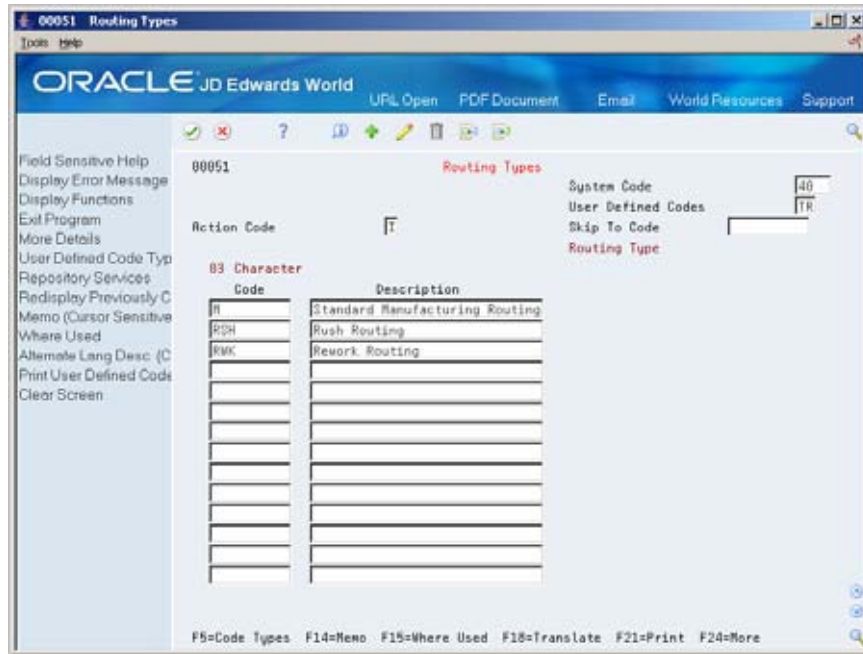 00051 Routing Types
Tools Help
ORACLE JD Edwards World
URL Open PDF Document Email World Resources Support
Field Sensitive Help
Display Error Message
Display Functions
Exit Program
More Details
User Defined Code Typ
Repository Services
Redisplay Previously C
Memo (Cursor Sensitive
Where Used
Alternate Lang Desc (C
Print User Defined Code
Clear Screen
00051 Routing Types
System Code 40
User Defined Codes TR
Action Code I Skip To Code
Routing Type
03 Character
Code Description
M Standard Manufacturing Routing
RSH Rush Routing
RWK Rework Routing
F5=Code Types F14=Memo F15=Where Used F18=Translate F21=Print F24=More